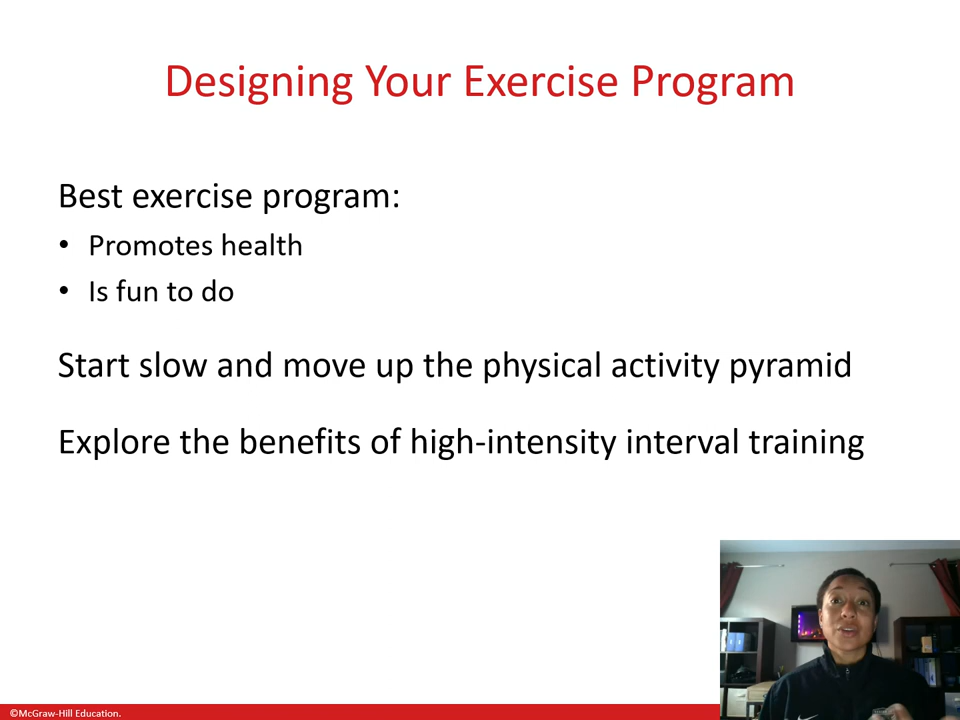 Designing Your Exercise Program
Best exercise program:
• Promotes health
• Is fun to do
Start slow and move up the physical activity pyramid
Explore the benefits of high-intensity interval training
©McGraw-Hill Education.